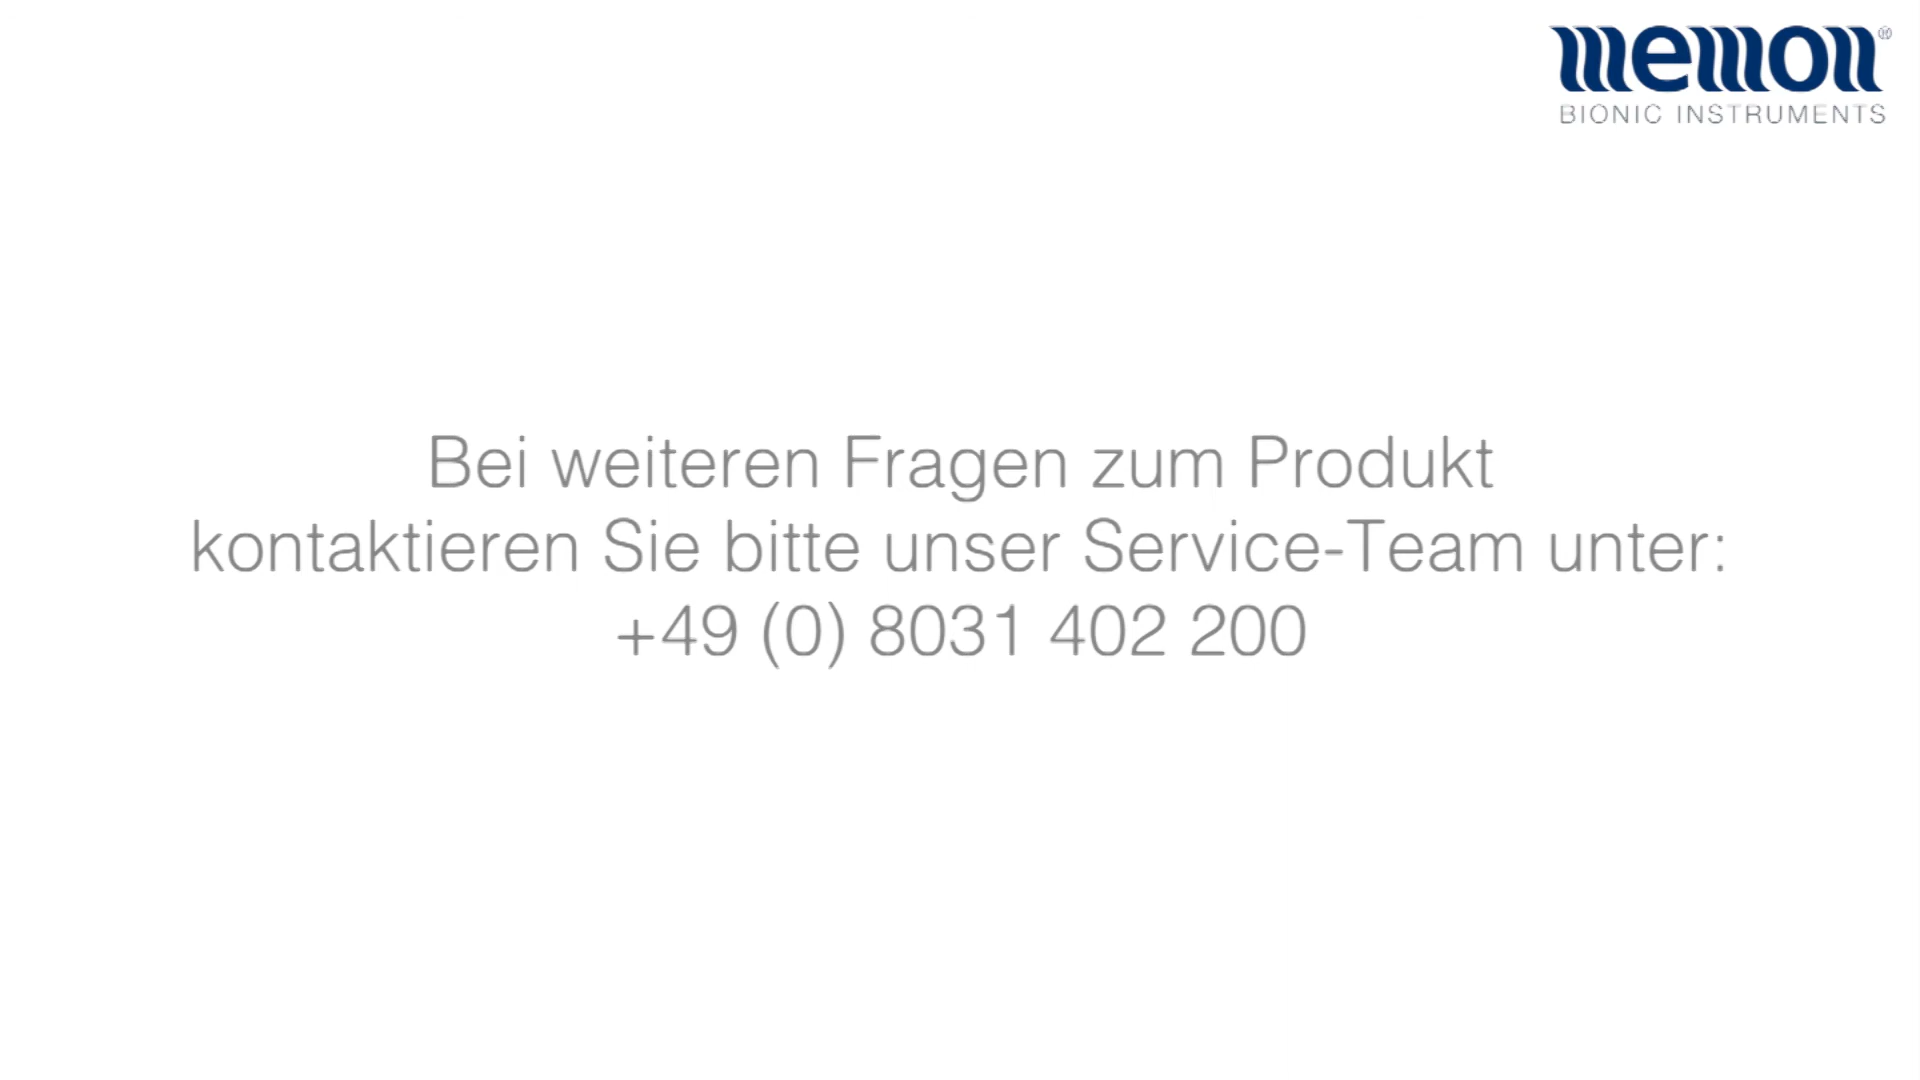 memon®
BIONIC INSTRUMENTS
Bei weiteren Fragen zum Produkt
kontaktieren Sie bitte unser Service-Team unter:
+49 (0) 8031 402 200